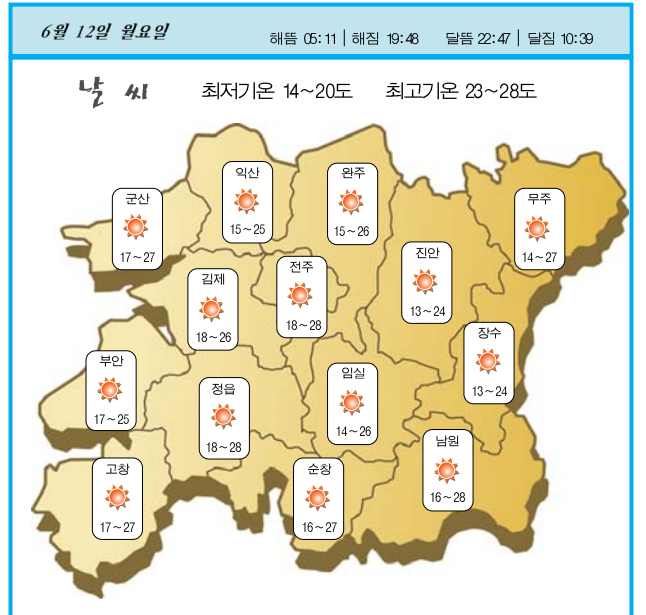 6월 12일 월요일
해뜸 05:11 | 해짐 19:48 달뜸 22:47 | 달짐 10:39
날씨 최저기온 14~20도 최고기온 23~28도
익산
15~25
완주
15~26
군산
17~27
무주
14~27
진안
13~24
전주
18~28
김제
18~26
장수
13~24
부안
17~25
임실
14~26
정읍
18~28
남원
16~28
고창
17~27
순창
16~27